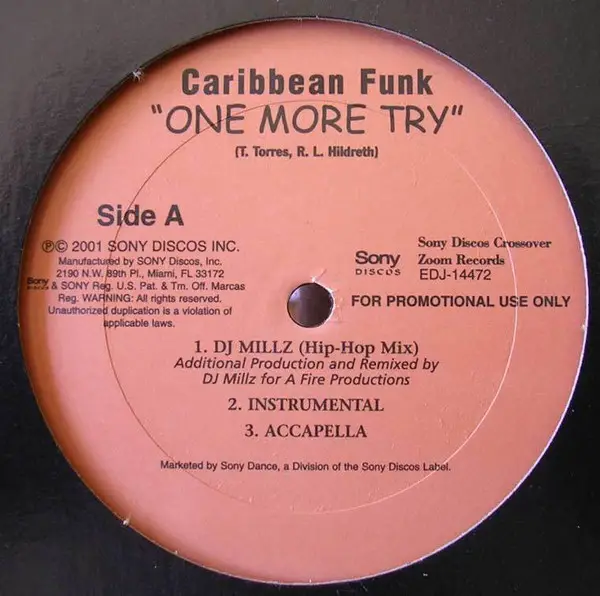 Caribbean Funk
"ONE MORE TRY"
(T. Torres, R. L. Hildreth)
Side A
℗© 2001 SONY DISCOS INC.
Manufactured by SONY Discos, Inc.
2190 N.W. 89th Pl., Miami, FL 33172
Sony DISCOS & SONY Reg. U.S. Pat. & Tm. Off. Marcas
Reg. WARNING: All rights reserved.
Unauthorized duplication is a violation of
applicable laws.
Sony
DISCOS
Sony Discos Crossover
Zoom Records
EDJ-14472
FOR PROMOTIONAL USE ONLY
1. DJ MILLZ (Hip-Hop Mix)
Additional Production and Remixed by
DJ Millz for A Fire Productions
2. INSTRUMENTAL
3. ACCAPELLA
Marketed by Sony Dance, a Division of the Sony Discos Label.